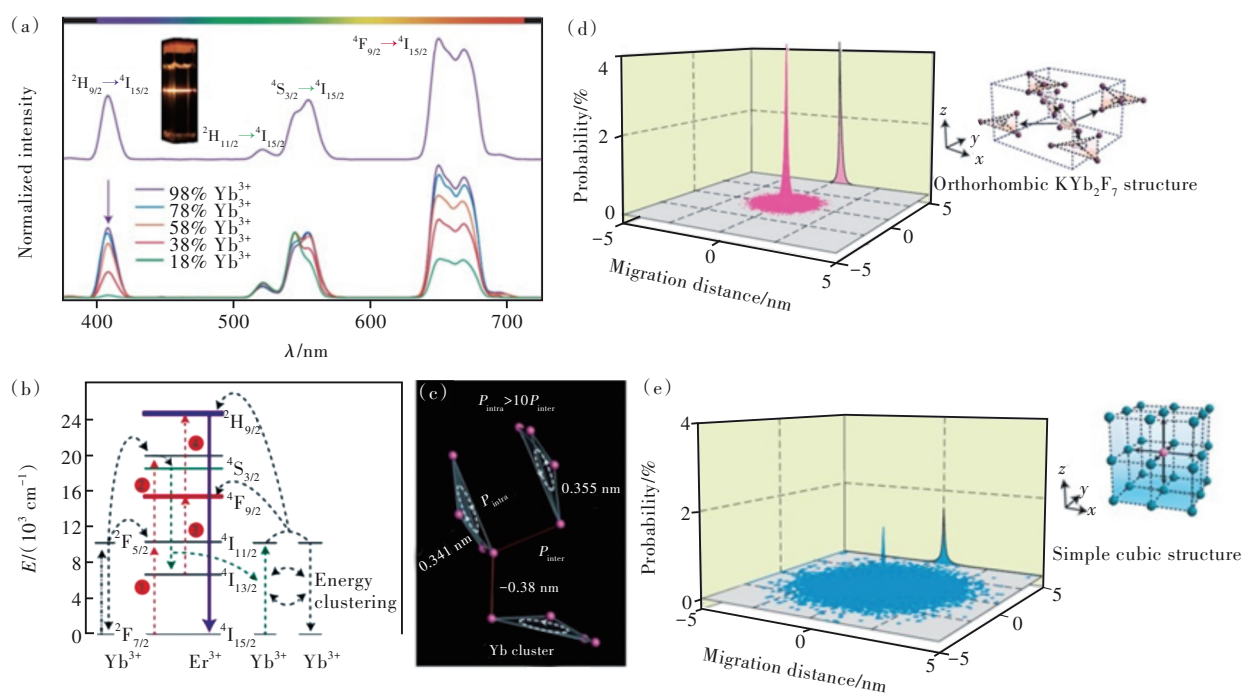 (a)
Normalized intensity
²H₉/₂→⁴I₁₅/₂
²H₁₁/₂→⁴I₁₅/₂
⁴S₃/₂→⁴I₁₅/₂
⁴F₉/₂→⁴I₁₅/₂
98% Yb³⁺
78% Yb³⁺
58% Yb³⁺
38% Yb³⁺
18% Yb³⁺
400 500 600 700
λ/nm
(b)
E/(10³ cm⁻¹)
24
20
16
12
8
4
0
²H₉/₂
⁴S₃/₂
⁴F₉/₂
²F₅/₂
⁴I₁₁/₂
⁴I₁₃/₂
Energy
clustering
²F₇/₂
⁴I₁₅/₂
Yb³⁺ Er³⁺ Yb³⁺ Yb³⁺
(c)
P_intra>10P_inter
P_intra
0.355 nm
0.341 nm
P_inter
~0.38 nm
Yb cluster
(d)
Probability/%
4
2
0
−5
0
5
−5
0
5
Migration distance/nm
z
y
x
Orthorhombic KYb₂F₇ structure
(e)
Probability/%
4
2
0
−5
0
5
−5
0
5
Migration distance/nm
z
y
x
Simple cubic structure